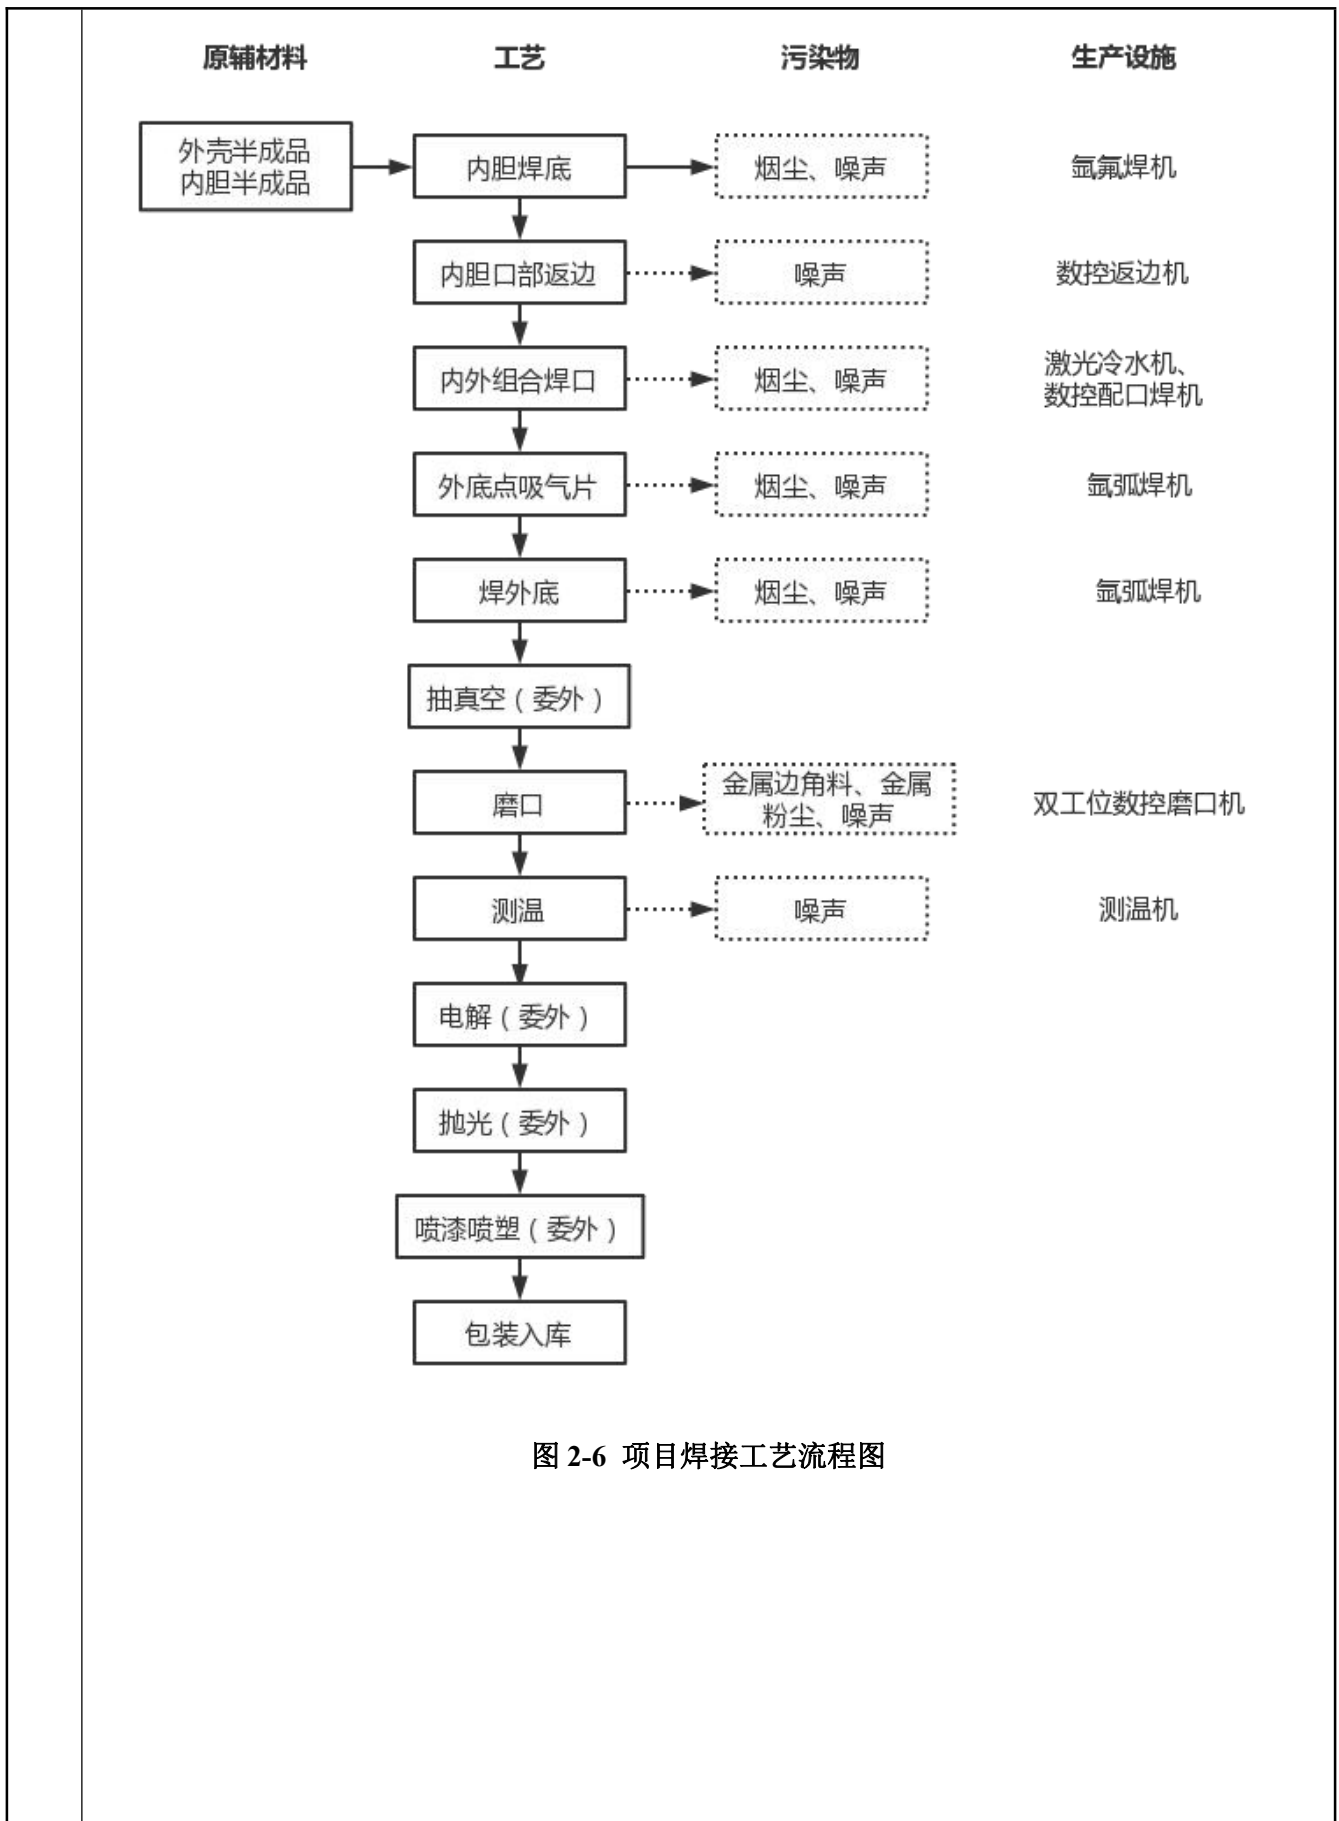 原辅材料 工艺 污染物 生产设施
外壳半成品
内胆半成品
内胆焊底
烟尘、噪声
氩氟焊机
内胆口部返边
噪声
数控返边机
内外组合焊口
烟尘、噪声
激光冷水机、
数控配口焊机
外底点吸气片
烟尘、噪声
氩弧焊机
焊外底
烟尘、噪声
氩弧焊机
抽真空（委外）
磨口
金属边角料、金属
粉尘、噪声
双工位数控磨口机
测温
噪声
测温机
电解（委外）
抛光（委外）
喷漆喷塑（委外）
包装入库
图 2-6 项目焊接工艺流程图